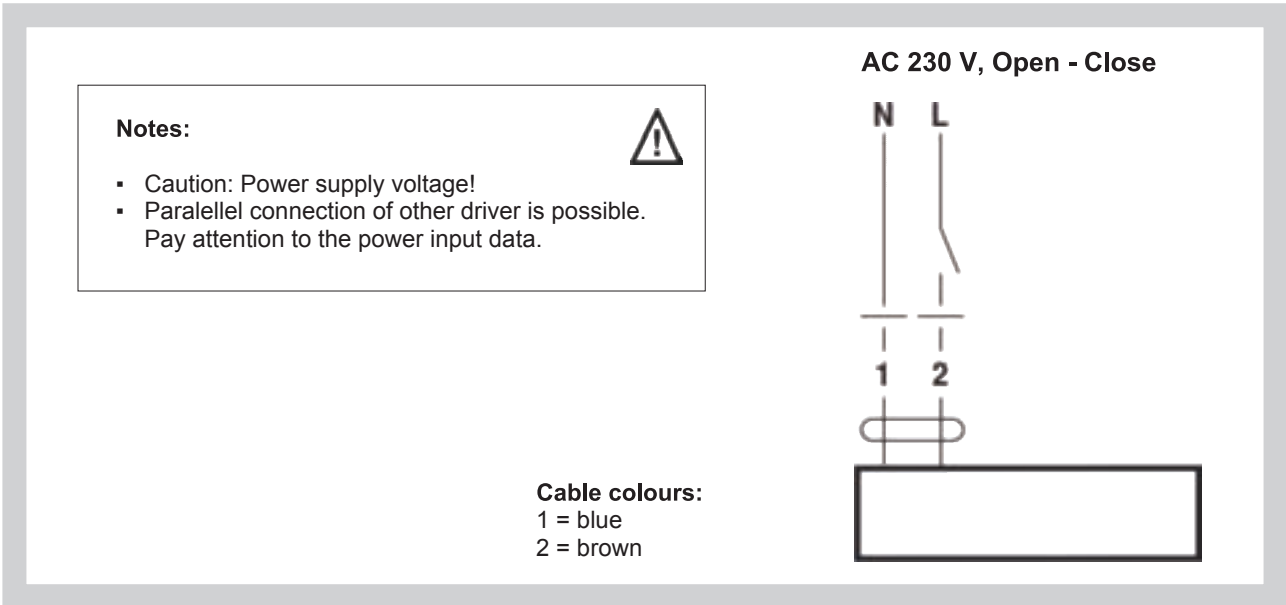 AC 230 V, Open - Close
Notes:
▪ Caution: Power supply voltage!
▪ Paralellel connection of other driver is possible.
Pay attention to the power input data.
N L
1 2
Cable colours:
1 = blue
2 = brown